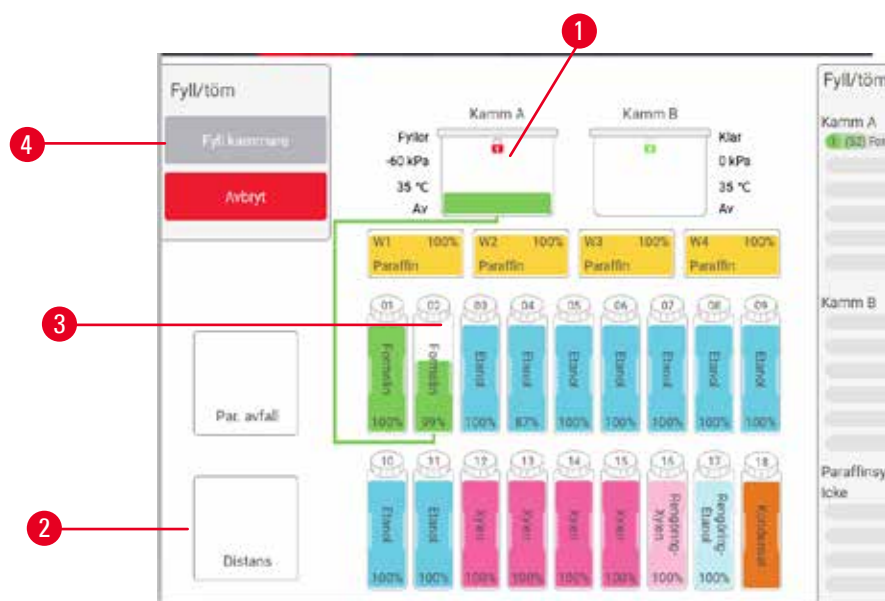 1
Fyll/töm
Fyll kammare
Avbryt
4
Kamm A
Kamm B
Fyller
-60 kPa
35 °C
Av
Klar
0 kPa
35 °C
Av
Fyll/töm
Kamm A
(S2) For
Kamm B
Paraffinsy
Icke
W1 100%
Paraffin
W2 100%
Paraffin
W3 100%
Paraffin
W4 100%
Paraffin
3
01 02 03 04 05 06 07 08 09
Formalin Formalin Etanol Etanol Etanol Etanol Etanol Etanol Etanol
100% 99% 100% 87% 100% 100% 100% 100% 100%
Par. avfall
2
Distans
10 11 12 13 14 15 16 17 18
Etanol Etanol Xylen Xylen Xylen Xylen Rengöring-Xylen Rengöring-Etanol Kondensat
100% 100% 100% 100% 100% 100% 100% 100%